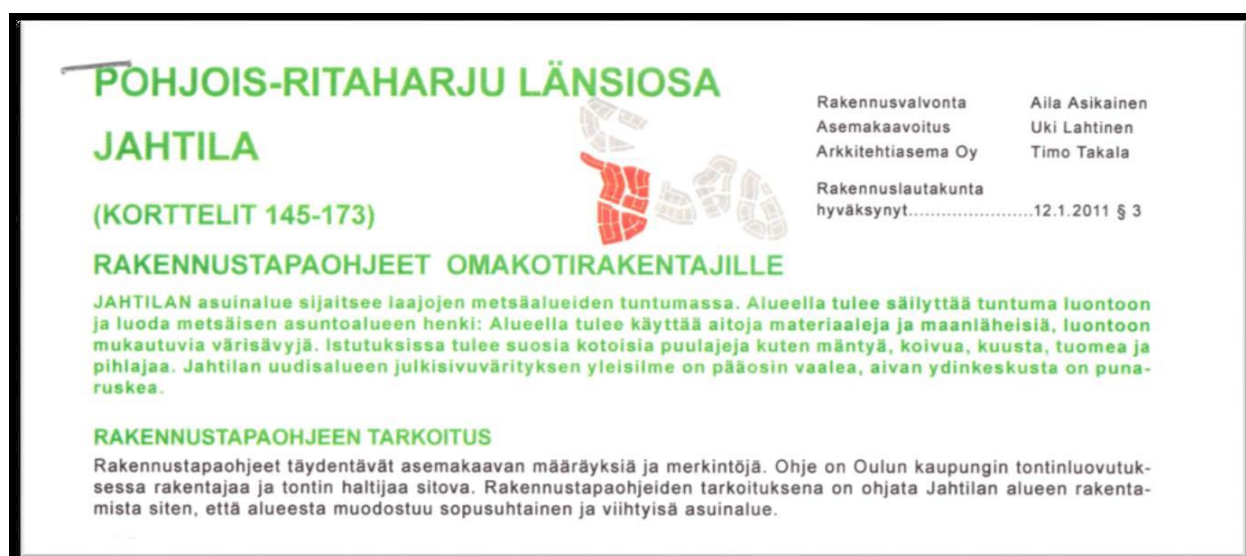 POHJOIS-RITAHARJU LÄNSIOSA
JAHTILA
(KORTTELIT 145-173)
Rakennusvalvonta Aila Asikainen
Asemakaavoitus Uki Lahtinen
Arkkitehtiasema Oy Timo Takala
Rakennuslautakunta
hyväksynyt......................12.1.2011 § 3
RAKENNUSTAPAOHJEET OMAKOTIRAKENTAJILLE
JAHTILAN asuinalue sijaitsee laajojen metsäalueiden tuntumassa. Alueella tulee säilyttää tuntuma luontoon
ja luoda metsäisen asuntoalueen henki: Alueella tulee käyttää aitoja materiaaleja ja maanläheisiä, luontoon
mukautuvia värisävyjä. Istutuksissa tulee suosia kotoisia puulajeja kuten mäntyä, koivua, kuusta, tuomea ja
pihlajaa. Jahtilan uudisalueen julkisivuvärityksen yleisilme on pääosin vaalea, aivan ydinkeskusta on puna-
ruskea.
RAKENNUSTAPAOHJEEN TARKOITUS
Rakennustapaohjeet täydentävät asemakaavan määräyksiä ja merkintöjä. Ohje on Oulun kaupungin tontinluovutuk-
sessa rakentajaa ja tontin haltijaa sitova. Rakennustapaohjeiden tarkoituksena on ohjata Jahtilan alueen rakenta-
mista siten, että alueesta muodostuu sopusuhtainen ja viihtyisä asuinalue.